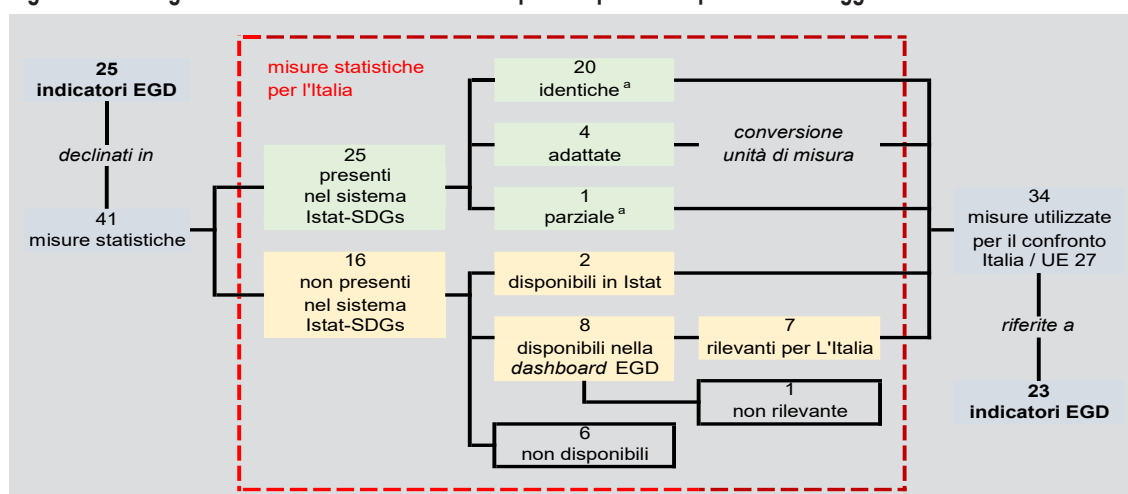 25
indicatori EGD
declinati in
41
misure statistiche
misure statistiche
per l'Italia
25
presenti
nel sistema
Istat-SDGs
16
non presenti
nel sistema
Istat-SDGs
20
identiche a
4
adattate
conversione
unità di misura
1
parziale a
2
disponibili in Istat
8
disponibili nella
dashboard EGD
7
rilevanti per L'Italia
1
non rilevante
6
non disponibili
34
misure utilizzate
per il confronto
Italia / UE 27
riferite a
23
indicatori EGD